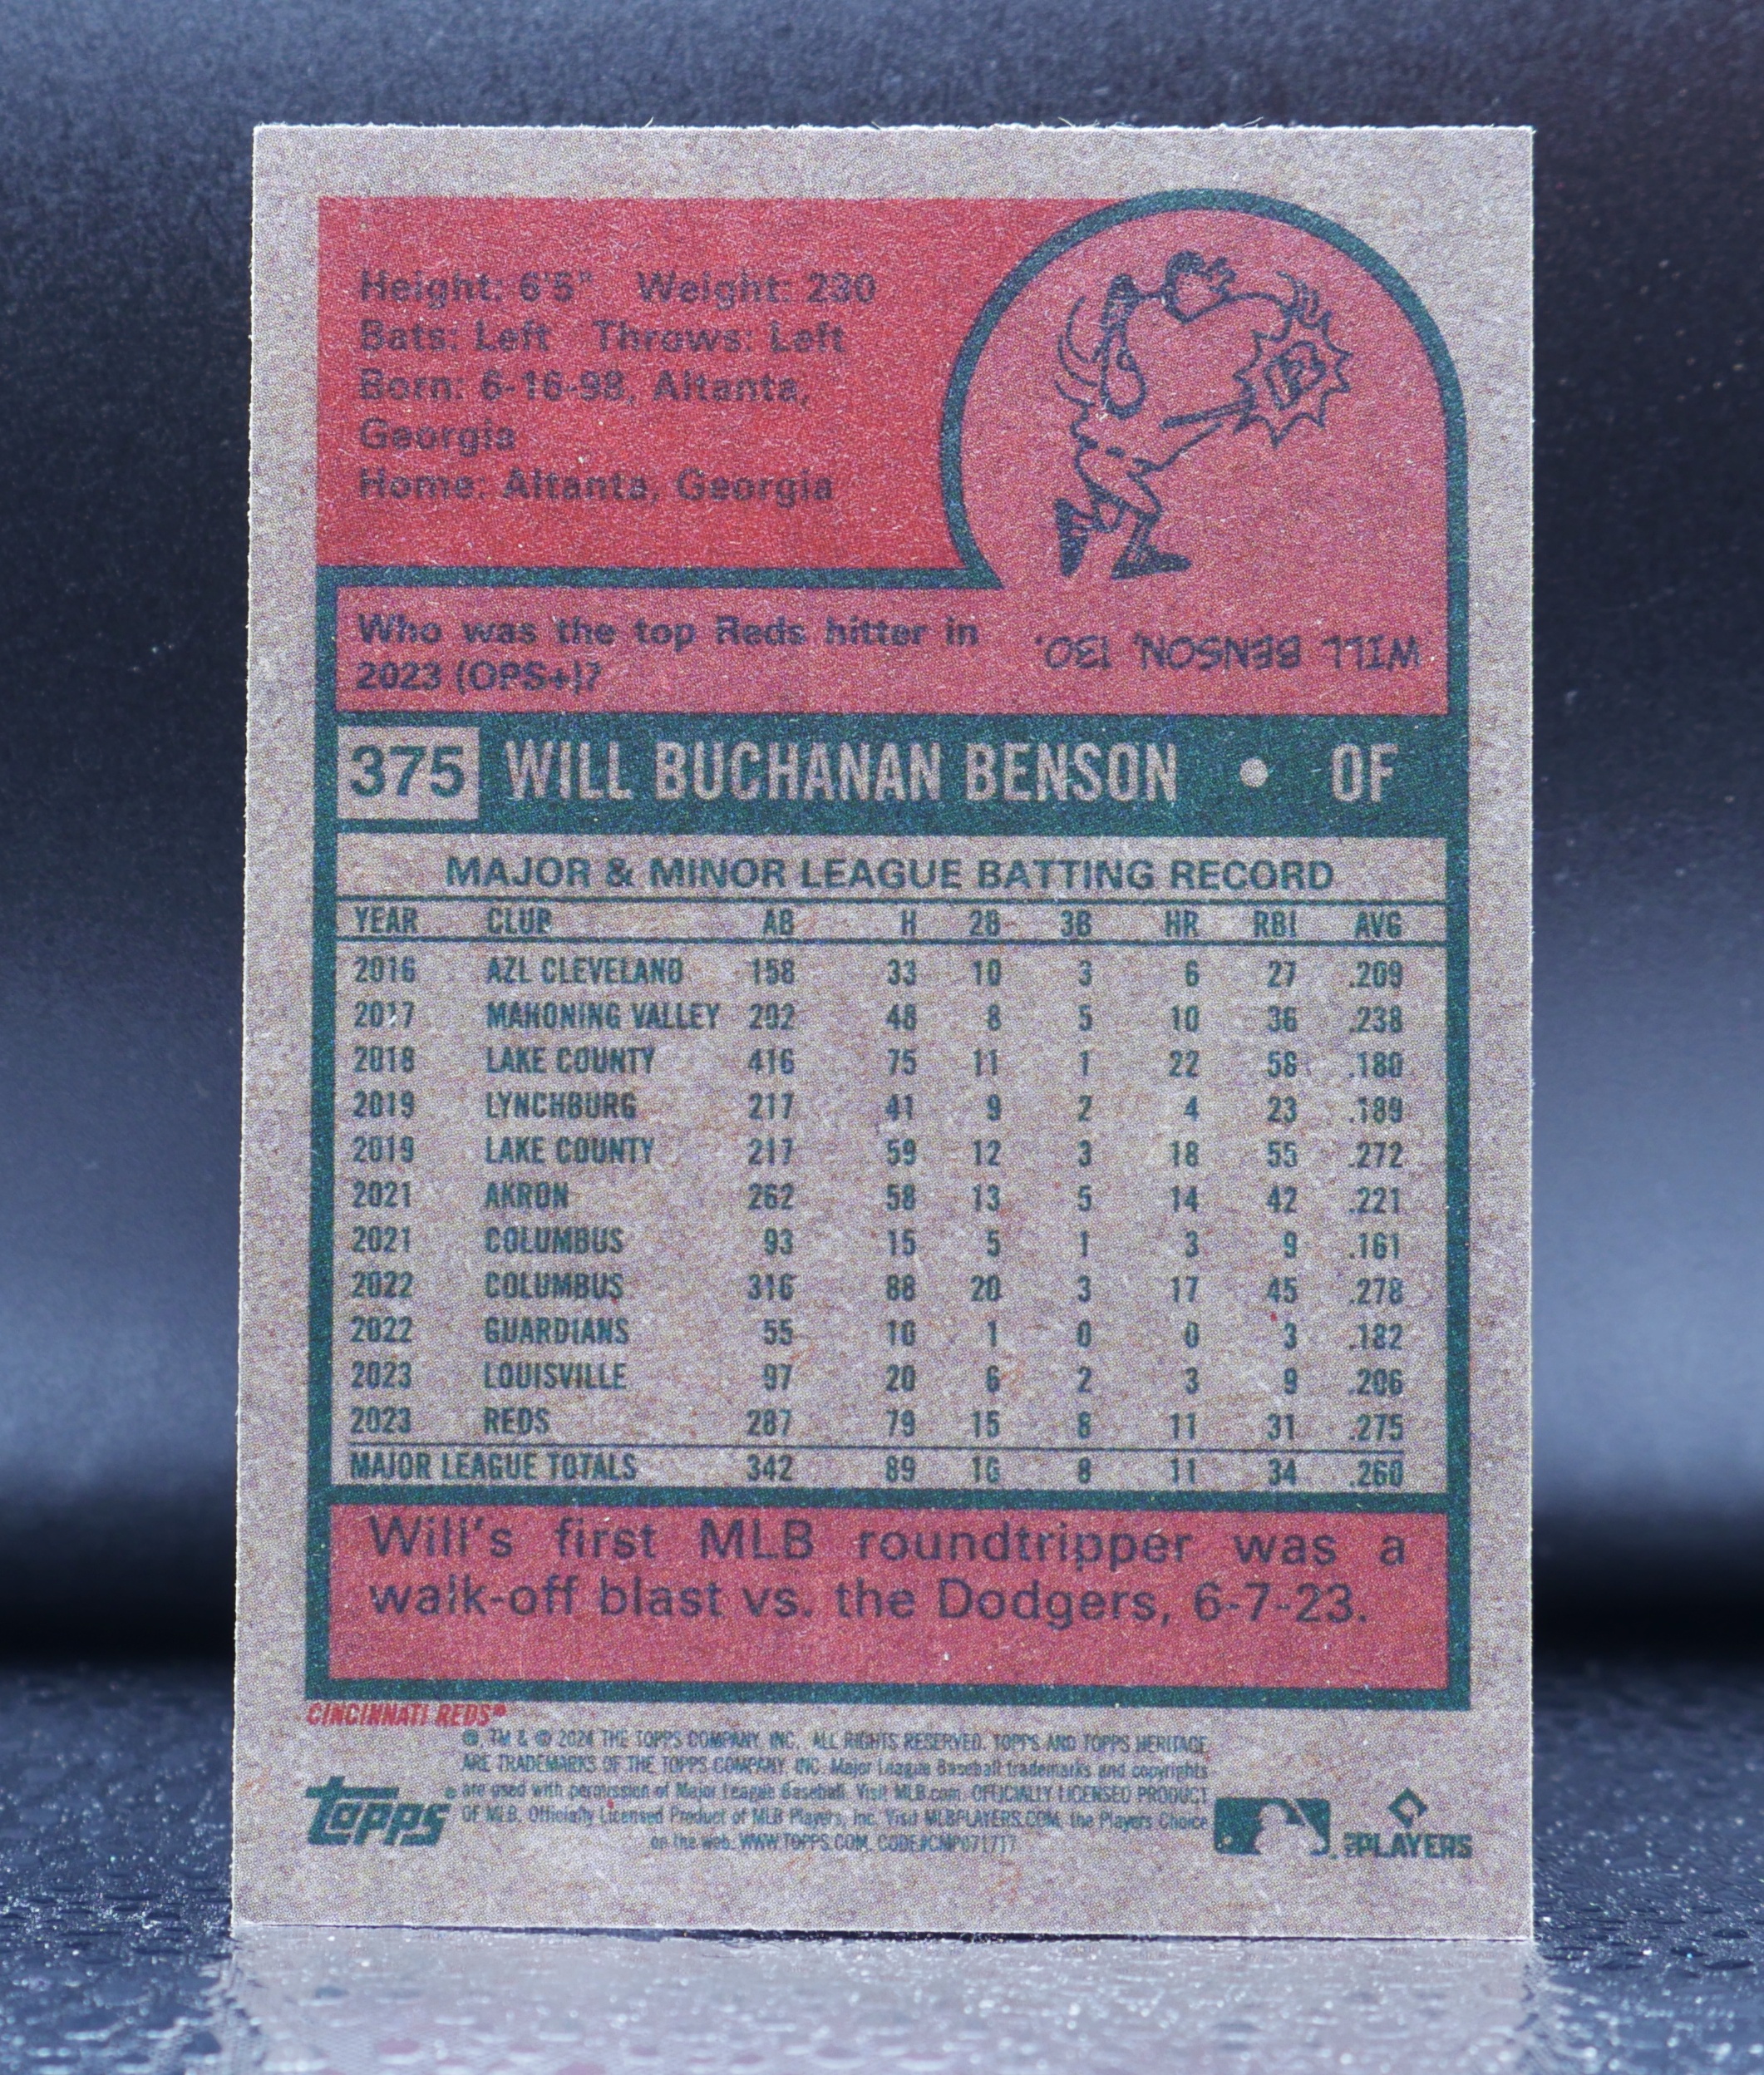 Height: 6'5" Weight: 230
Bats: Left Throws: Left
Born: 6-16-98, Altanta,
Georgia
Home: Altanta, Georgia
Who was the top Reds hitter in
2023 (OPS+)?
WILL BENSON, 130.
375 WILL BUCHANAN BENSON • OF
MAJOR & MINOR LEAGUE BATTING RECORD
YEAR CLUB AB H 2B 3B HR RBI AVG
2016 AZL CLEVELAND 158 33 10 3 6 27 .209
2017 MAHONING VALLEY 202 48 8 5 10 36 .238
2018 LAKE COUNTY 416 75 11 1 22 58 .180
2019 LYNCHBURG 217 41 9 2 4 23 .189
2019 LAKE COUNTY 217 59 12 3 18 55 .272
2021 AKRON 262 58 13 5 14 42 .221
2021 COLUMBUS 93 15 5 1 3 9 .161
2022 COLUMBUS 316 88 20 3 17 45 .278
2022 GUARDIANS 55 10 1 0 0 3 .182
2023 LOUISVILLE 97 20 6 2 3 9 .206
2023 REDS 287 79 15 8 11 31 .275
MAJOR LEAGUE TOTALS 342 89 16 8 11 34 .260
Will's first MLB roundtripper was a
walk-off blast vs. the Dodgers, 6-7-23.
CINCINNATI REDS®
®, TM & © 2024 THE TOPPS COMPANY, INC. ALL RIGHTS RESERVED. TOPPS AND TOPPS HERITAGE
ARE TRADEMARKS OF THE TOPPS COMPANY, INC. Major League Baseball trademarks and copyrights
are used with permission of Major League Baseball. Visit MLB.com. OFFICIALLY LICENSED PRODUCT
OF MLB. Officially Licensed Product of MLB Players, Inc. Visit MLBPLAYERS.COM, the Players Choice
on the web. WWW.TOPPS.COM. CODE#CMP071717
topps®
MLB PLAYERS